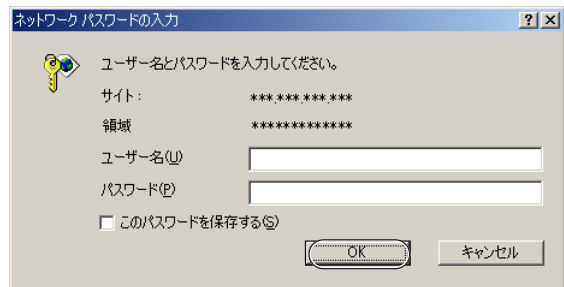 ネットワーク パスワードの入力
ユーザー名とパスワードを入力してください。
サイト： ***.***.***.***
領域 *************
ユーザー名(U)
パスワード(P)
このパスワードを保存する(S)
OK キャンセル